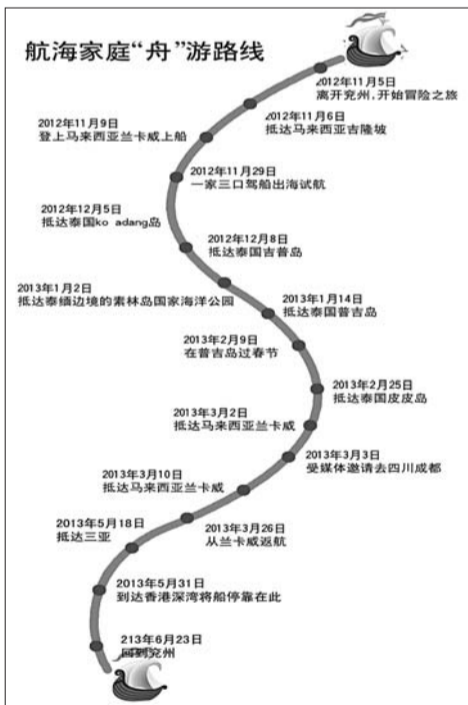 航海家庭“舟”游路线
2012年11月5日
离开兖州，开始冒险之旅
2012年11月6日
抵达马来西亚吉隆坡
2012年11月9日
登上马来西亚兰卡威上船
2012年11月29日
一家三口驾船出海试航
2012年12月5日
抵达泰国ko adang岛
2012年12月8日
抵达泰国吉普岛
2013年1月2日
抵达泰缅边境的素林岛国家海洋公园
2013年1月14日
抵达泰国普吉岛
2013年2月9日
在普吉岛过春节
2013年2月25日
抵达泰国皮皮岛
2013年3月2日
抵达马来西亚兰卡威
2013年3月3日
受媒体邀请去四川成都
2013年3月10日
抵达马来西亚兰卡威
2013年3月26日
从兰卡威返航
2013年5月18日
抵达三亚
2013年5月31日
到达香港深湾将船停靠在此
213年6月23日
回到兖州